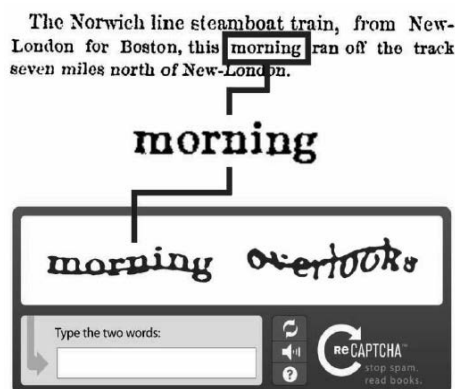 The Norwich line steamboat train, from New-
London for Boston, this morning ran off the track
seven miles north of New-London.
morning
morning overlooks
Type the two words:
?
reCAPTCHA™
stop spam.
read books.